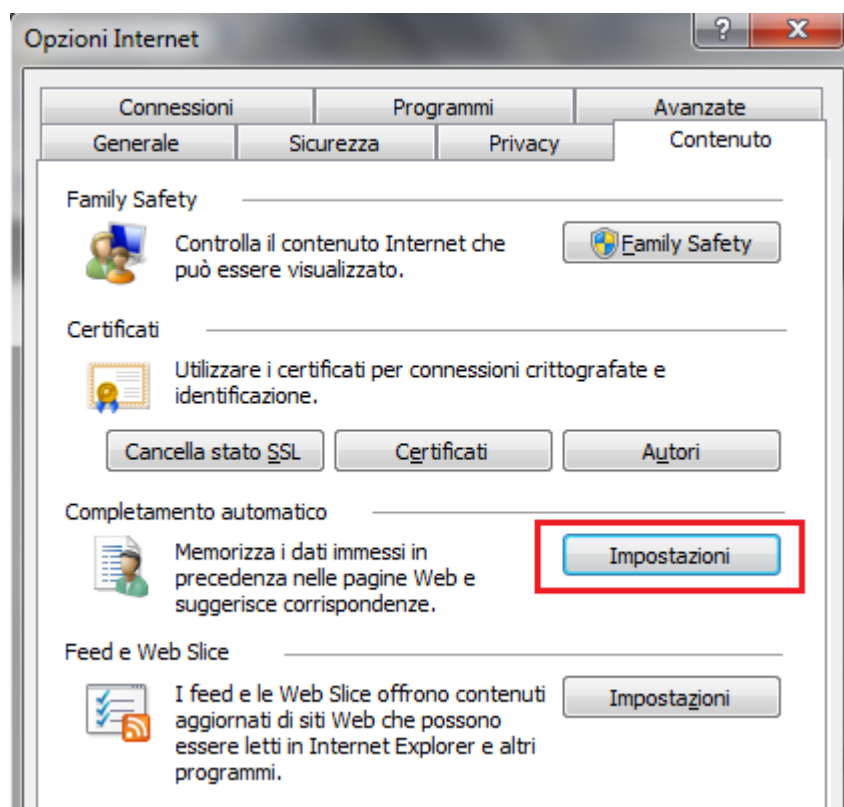 Opzioni Internet
?
X
Connessioni
Programmi
Avanzate
Generale
Sicurezza
Privacy
Contenuto
Family Safety
Controlla il contenuto Internet che
può essere visualizzato.
Family Safety
Certificati
Utilizzare i certificati per connessioni crittografate e
identificazione.
Cancella stato SSL
Certificati
Autori
Completamento automatico
Memorizza i dati immessi in
precedenza nelle pagine Web e
suggerisce corrispondenze.
Impostazioni
Feed e Web Slice
I feed e le Web Slice offrono contenuti
aggiornati di siti Web che possono
essere letti in Internet Explorer e altri
programmi.
Impostazioni